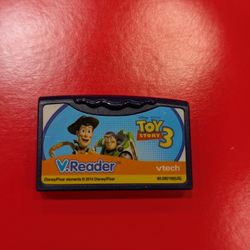 TOY
STORY 3
V.Reader
vtech
Disney/Pixar elements © 2010 Disney/Pixar